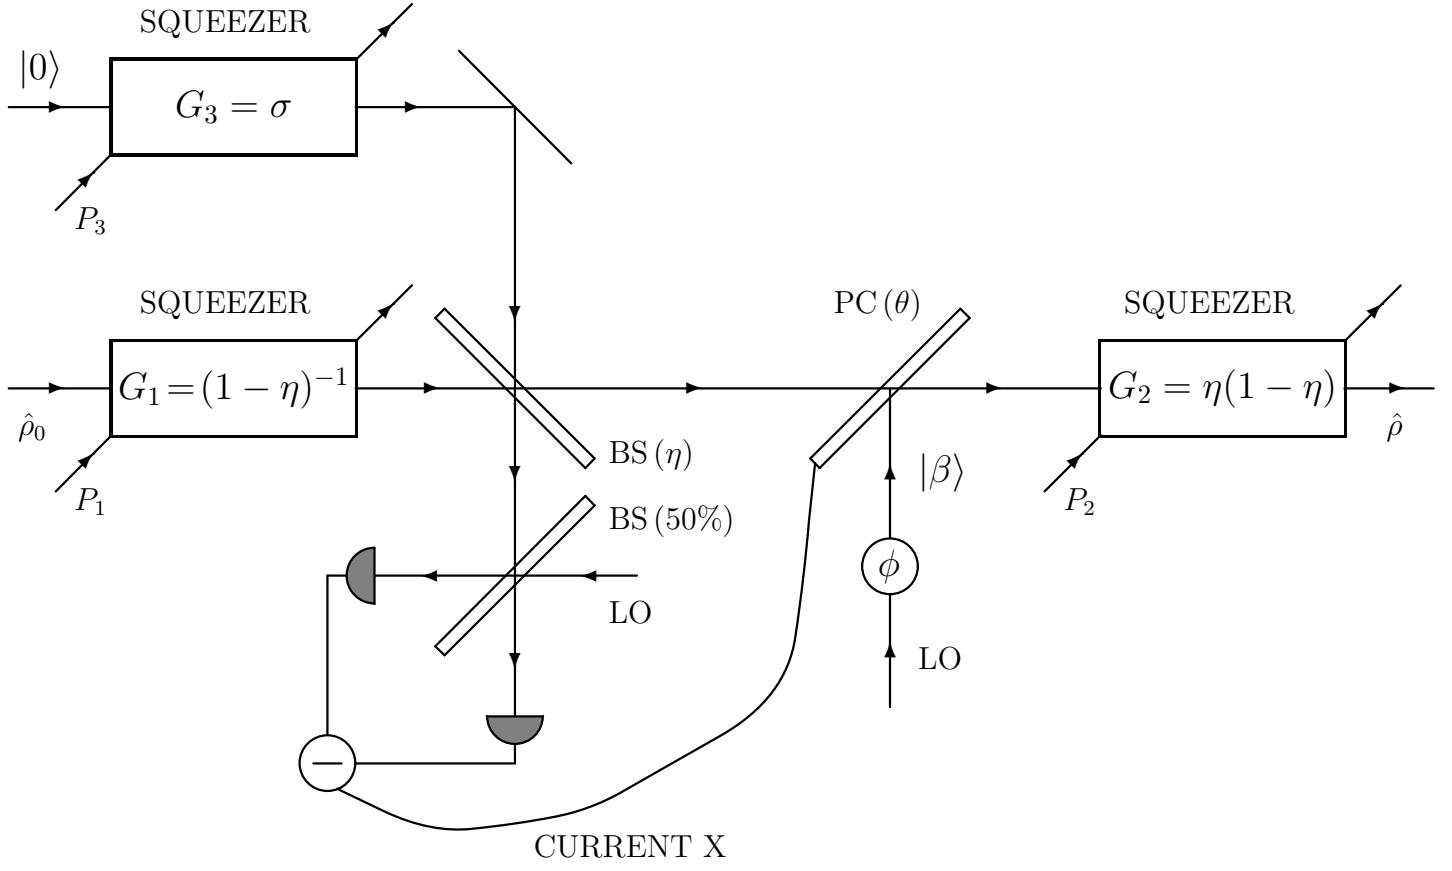 SQUEEZER
|0⟩
G₃ = σ
P₃
SQUEEZER
G₁=(1 − η)⁻¹
ρ̂₀
P₁
BS (η)
BS (50%)
LO
PC (θ)
|β⟩
ϕ
LO
SQUEEZER
G₂ = η(1 − η)
ρ̂
P₂
−
CURRENT X